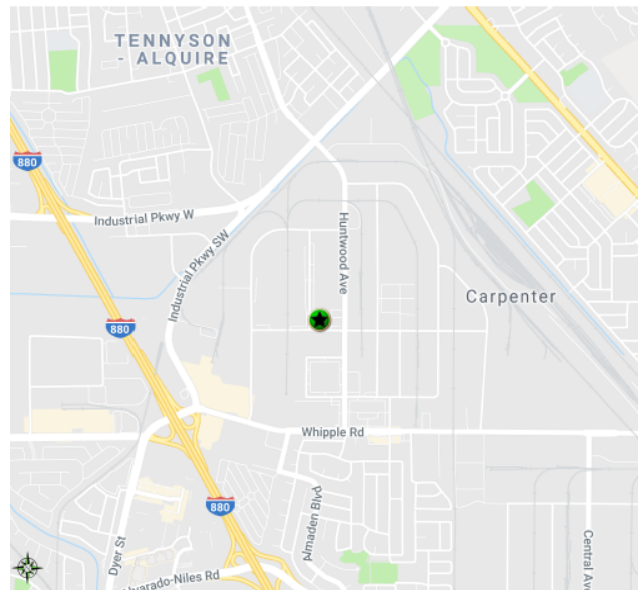 TENNYSON
- ALQUIRE
880
Industrial Pkwy W
Industrial Pkwy SW
Huntwood Ave
Carpenter
880
Whipple Rd
880
Almaden Blvd
Dyer St
Alvarado-Niles Rd
Central Ave